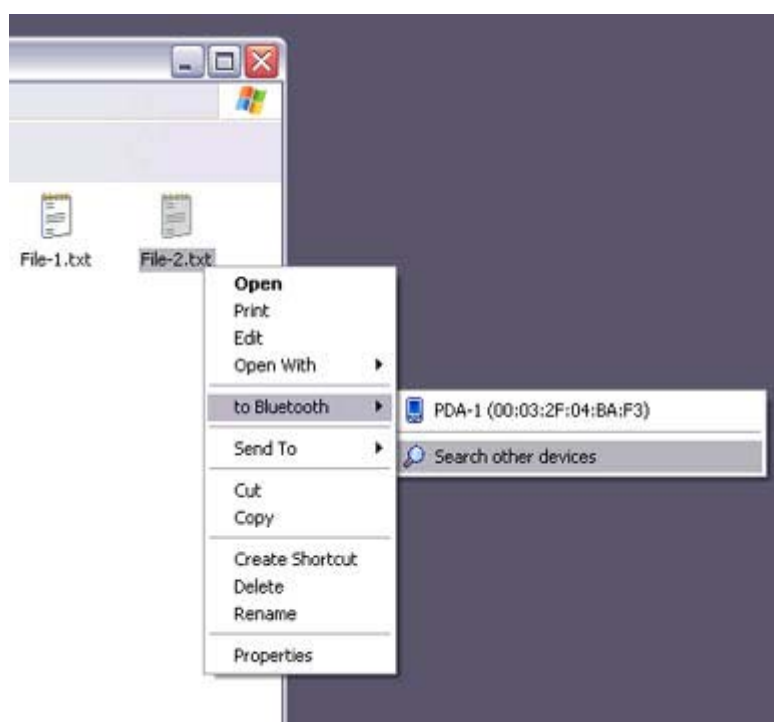 File-1.txt
File-2.txt
Open
Print
Edit
Open With
to Bluetooth
PDA-1 (00:03:2F:04:BA:F3)
Search other devices
Send To
Cut
Copy
Create Shortcut
Delete
Rename
Properties